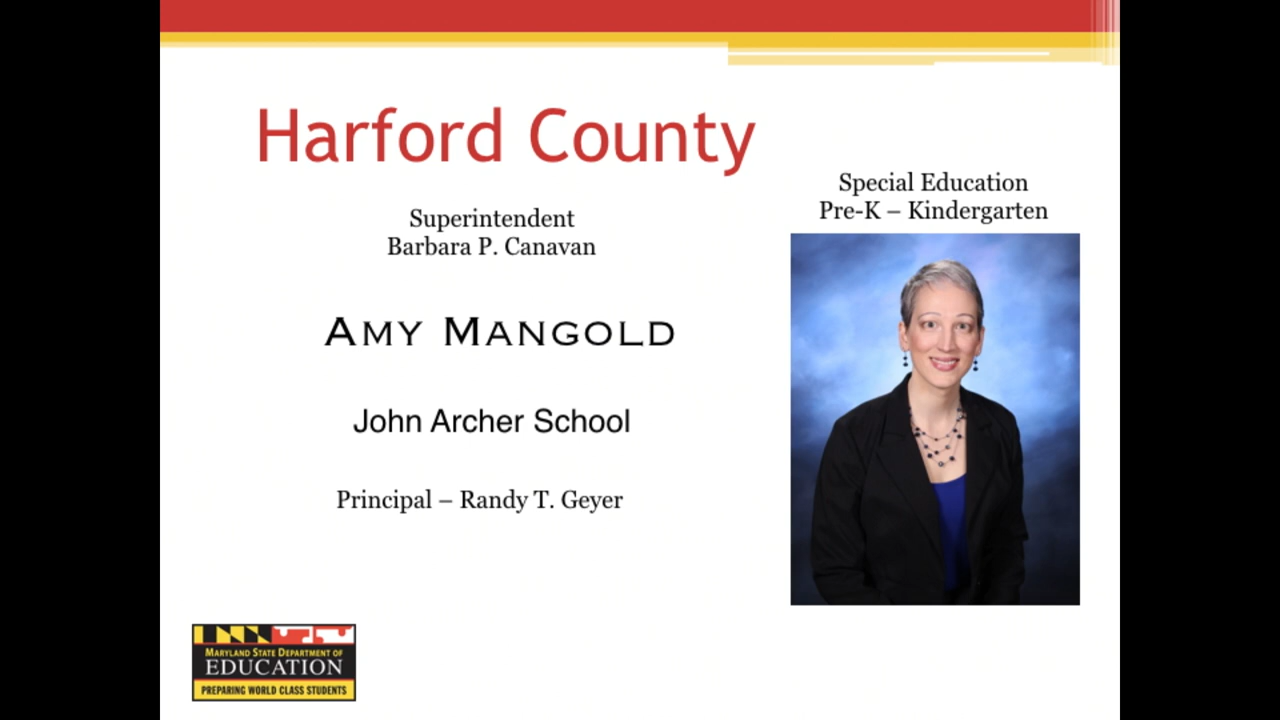 Harford County
Special Education
Pre-K – Kindergarten
Superintendent
Barbara P. Canavan
AMY MANGOLD
John Archer School
Principal – Randy T. Geyer
MARYLAND STATE DEPARTMENT OF
EDUCATION
PREPARING WORLD CLASS STUDENTS